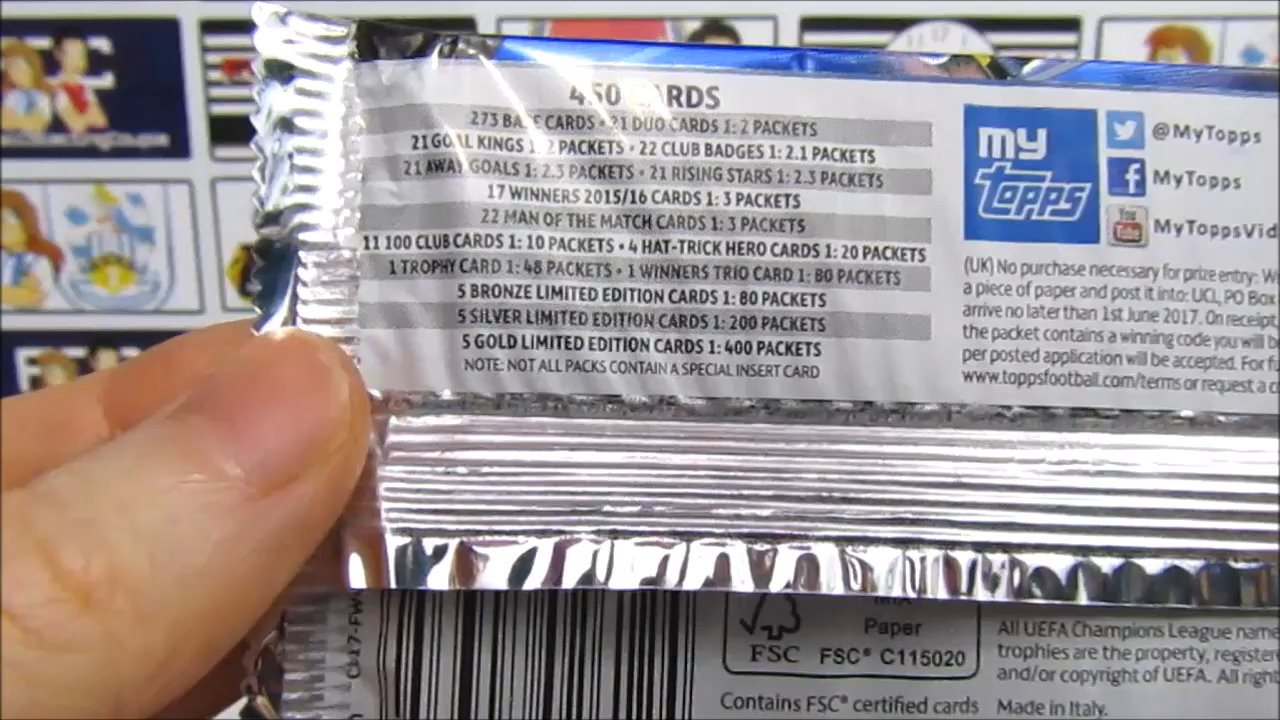 450 CARDS
273 BASE CARDS • 21 DUO CARDS 1: 2 PACKETS
21 GOAL KINGS 1: 2 PACKETS • 22 CLUB BADGES 1: 2.1 PACKETS
21 AWAY GOALS 1: 2.3 PACKETS • 21 RISING STARS 1: 2.3 PACKETS
17 WINNERS 2015/16 CARDS 1: 3 PACKETS
22 MAN OF THE MATCH CARDS 1: 3 PACKETS
11 100 CLUB CARDS 1: 10 PACKETS • 4 HAT-TRICK HERO CARDS 1: 20 PACKETS
1 TROPHY CARD 1: 48 PACKETS • 1 WINNERS TRIO CARD 1: 80 PACKETS
5 BRONZE LIMITED EDITION CARDS 1: 80 PACKETS
5 SILVER LIMITED EDITION CARDS 1: 200 PACKETS
5 GOLD LIMITED EDITION CARDS 1: 400 PACKETS
NOTE: NOT ALL PACKS CONTAIN A SPECIAL INSERT CARD
my
topps
@MyTopps
f MyTopps
You
Tube
MyToppsVid
(UK) No purchase necessary for prize entry: W
a piece of paper and post it into: UCL, PO Box
arrive no later than 1st June 2017. On receipt
the packet contains a winning code you will b
per posted application will be accepted. For f
www.toppsfootball.com/terms or request a c
MIX
Paper
FSC FSC® C115020
Contains FSC® certified cards
All UEFA Champions League name
trophies are the property, register
and/or copyright of UEFA. All right
Made in Italy.